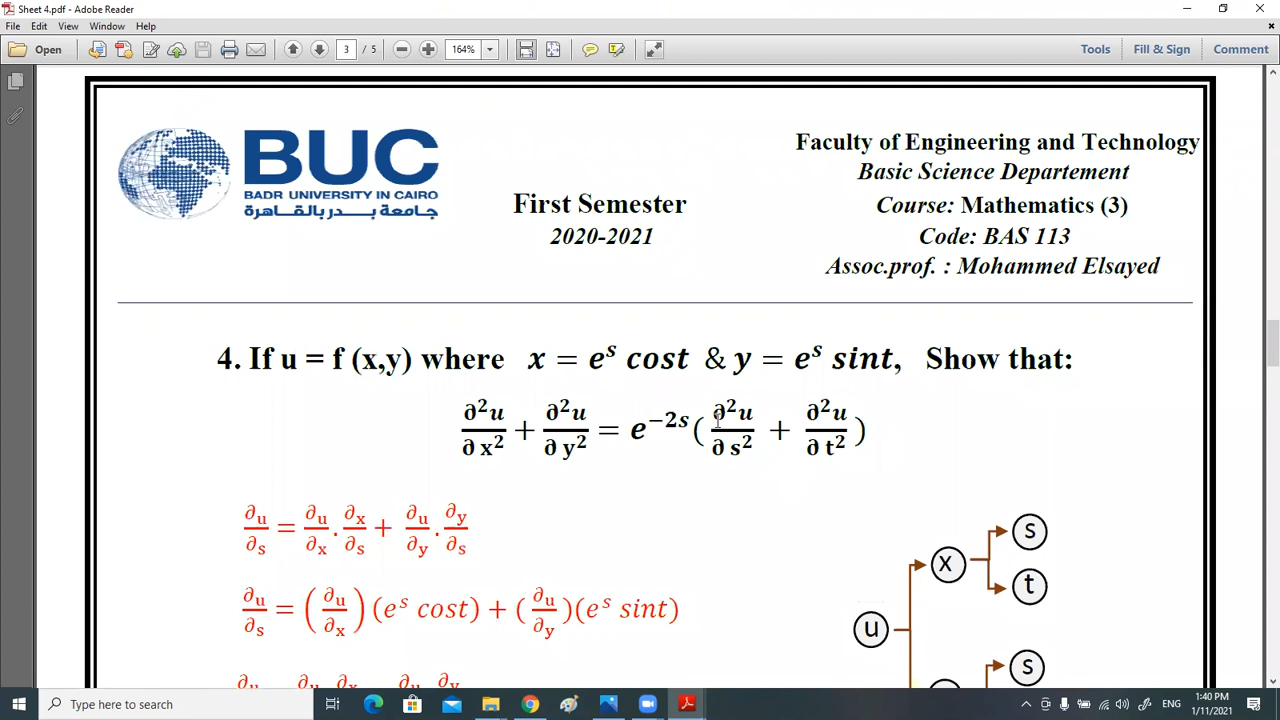 Sheet 4.pdf - Adobe Reader
File Edit View Window Help
Open 3 / 5 164% Tools Fill & Sign Comment
BUC
BADR UNIVERSITY IN CAIRO
جامعة بدر بالقاهرة
First Semester
2020-2021
Faculty of Engineering and Technology
Basic Science Departement
Course: Mathematics (3)
Code: BAS 113
Assoc.prof. : Mohammed Elsayed
4. If u = f (x,y) where x = e^s cost & y = e^s sint, Show that:
∂²u/∂x² + ∂²u/∂y² = e^−2s( ∂²u/∂s² + ∂²u/∂t² )
∂u/∂s = ∂u/∂x . ∂x/∂s + ∂u/∂y . ∂y/∂s
∂u/∂s = (∂u/∂x) (e^s cost) + (∂u/∂y)(e^s sint)
∂u ∂u ∂x ∂u ∂y
s
x
t
u
s
Type here to search
ENG
1:40 PM
1/11/2021